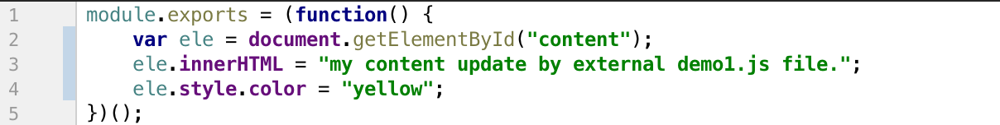 1 module.exports = (function() {
2     var ele = document.getElementById("content");
3     ele.innerHTML = "my content update by external demo1.js file.";
4     ele.style.color = "yellow";
5 })();